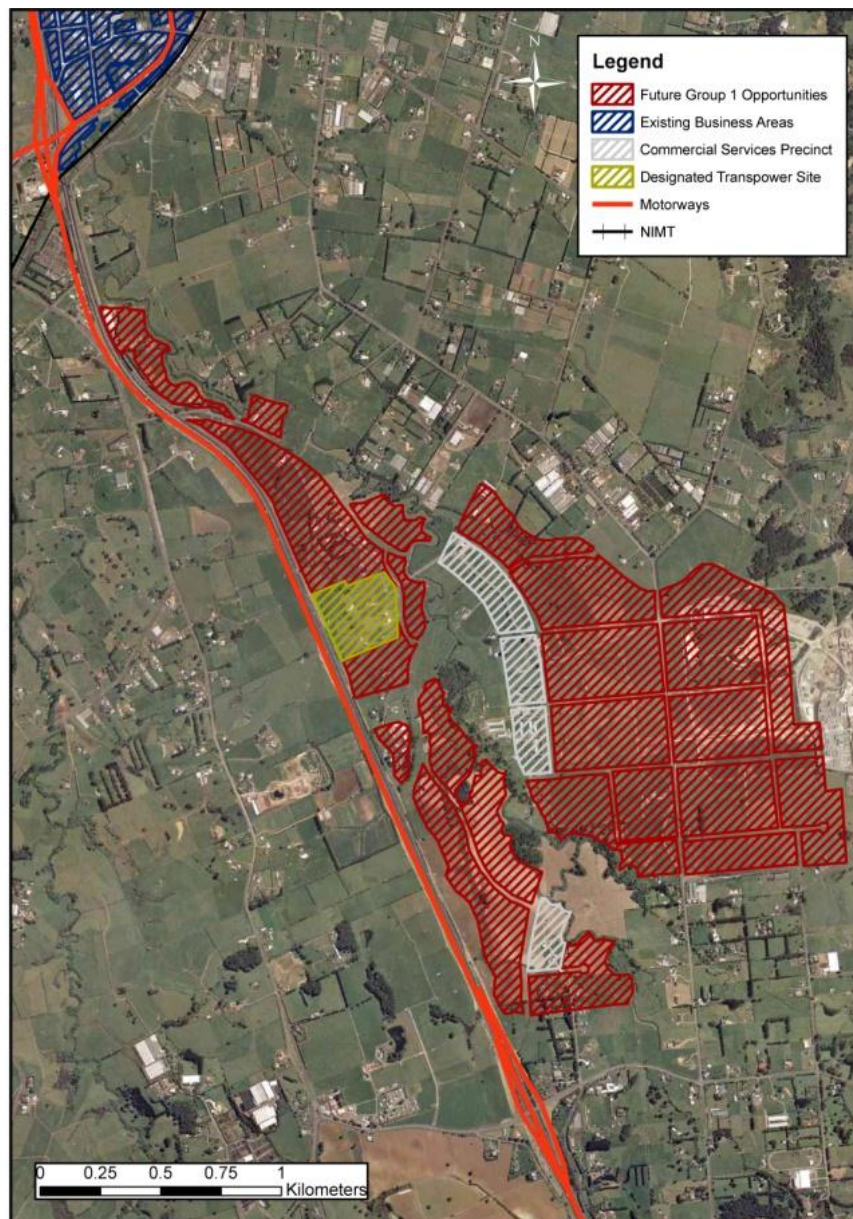 N
Legend
Future Group 1 Opportunities
Existing Business Areas
Commercial Services Precinct
Designated Transpower Site
Motorways
NIMT
0 0.25 0.5 0.75 1
Kilometers